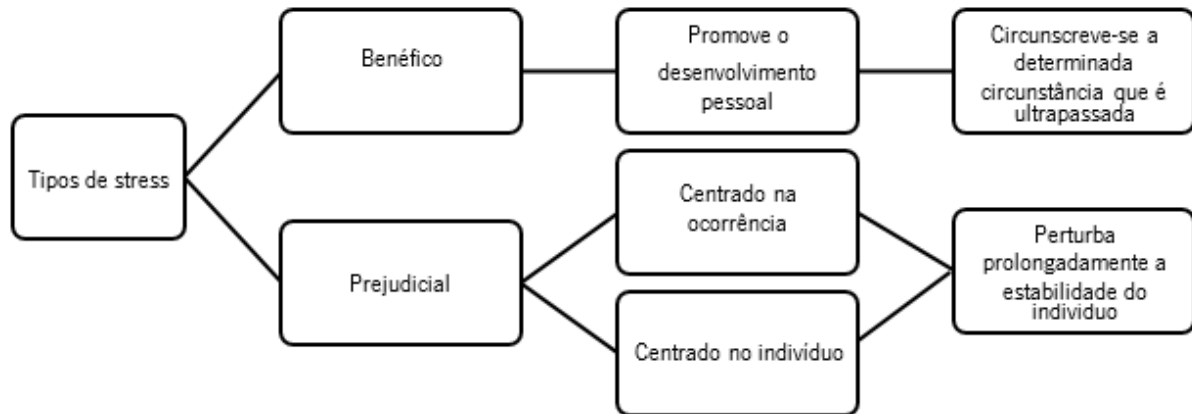 Tipos de stress
Benéfico
Promove o
desenvolvimento
pessoal
Circunscreve-se a
determinada
circunstância que é
ultrapassada
Prejudicial
Centrado na
ocorrência
Centrado no indivíduo
Perturba
prolongadamente a
estabilidade do
individuo